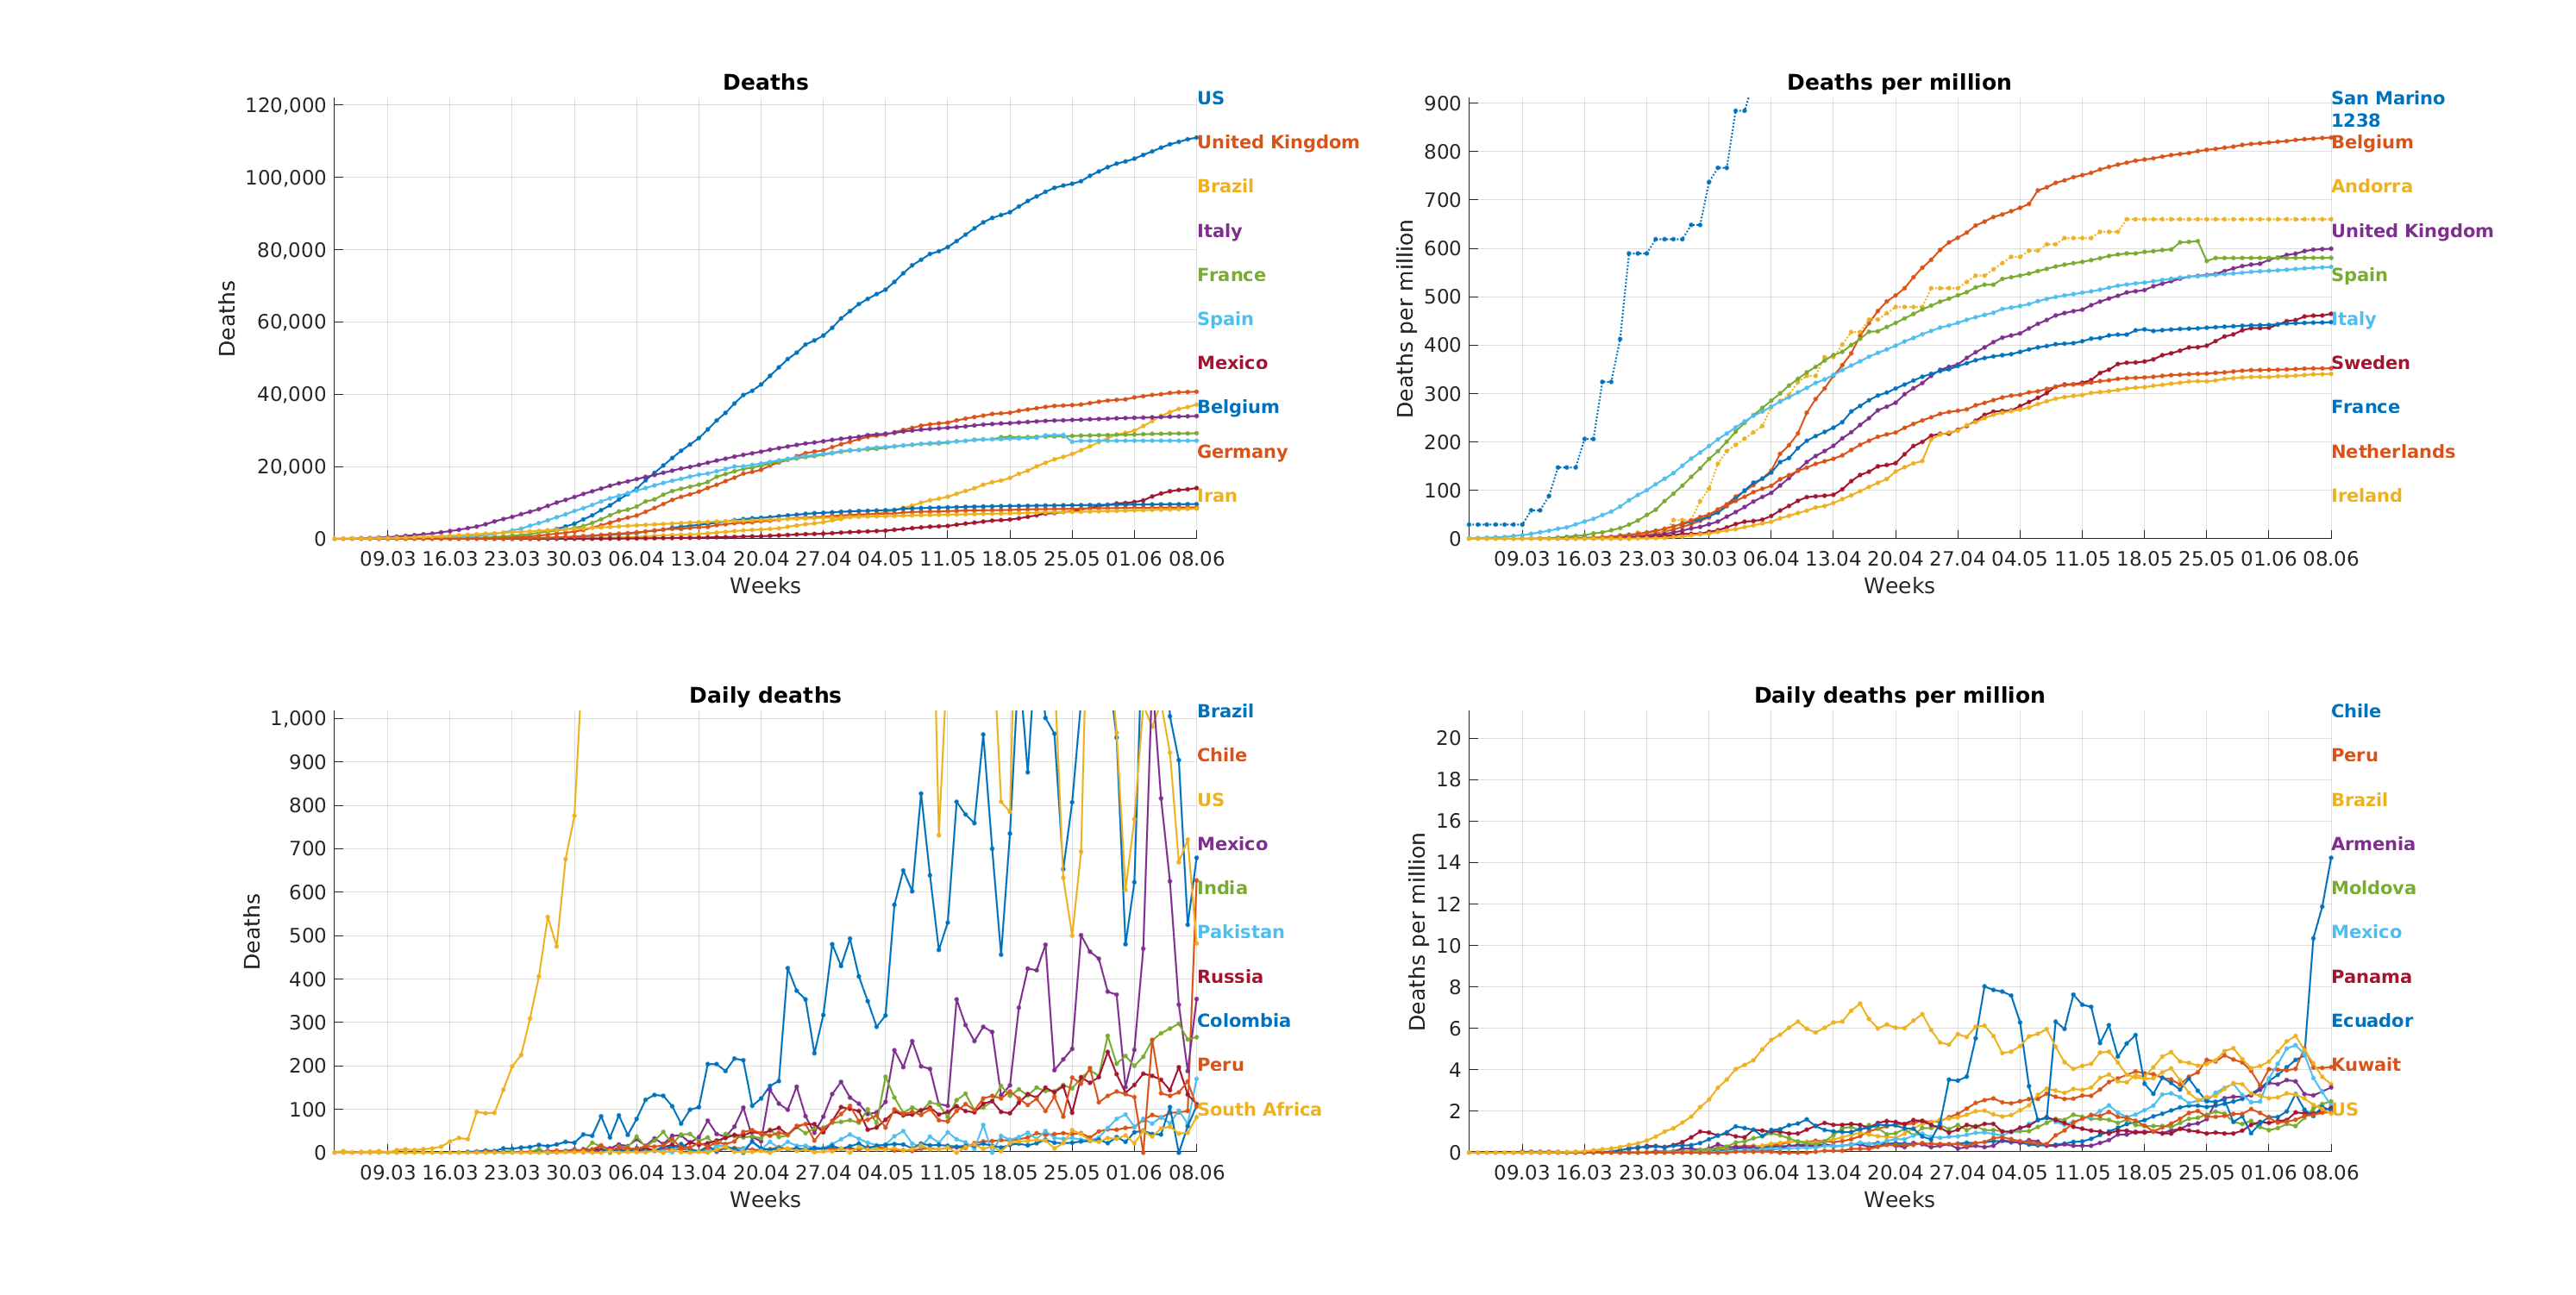 Deaths
120,000
100,000
80,000
60,000
40,000
20,000
0
Deaths
09.03 16.03 23.03 30.03 06.04 13.04 20.04 27.04 04.05 11.05 18.05 25.05 01.06 08.06
Weeks
US
United Kingdom
Brazil
Italy
France
Spain
Mexico
Belgium
Germany
Iran
Deaths per million
900
800
700
600
500
400
300
200
100
0
Deaths per million
09.03 16.03 23.03 30.03 06.04 13.04 20.04 27.04 04.05 11.05 18.05 25.05 01.06 08.06
Weeks
San Marino
1238
Belgium
Andorra
United Kingdom
Spain
Italy
Sweden
France
Netherlands
Ireland
Daily deaths
1,000
900
800
700
600
500
400
300
200
100
0
Deaths
09.03 16.03 23.03 30.03 06.04 13.04 20.04 27.04 04.05 11.05 18.05 25.05 01.06 08.06
Weeks
Brazil
Chile
US
Mexico
India
Pakistan
Russia
Colombia
Peru
South Africa
Daily deaths per million
20
18
16
14
12
10
8
6
4
2
0
Deaths per million
09.03 16.03 23.03 30.03 06.04 13.04 20.04 27.04 04.05 11.05 18.05 25.05 01.06 08.06
Weeks
Chile
Peru
Brazil
Armenia
Moldova
Mexico
Panama
Ecuador
Kuwait
US